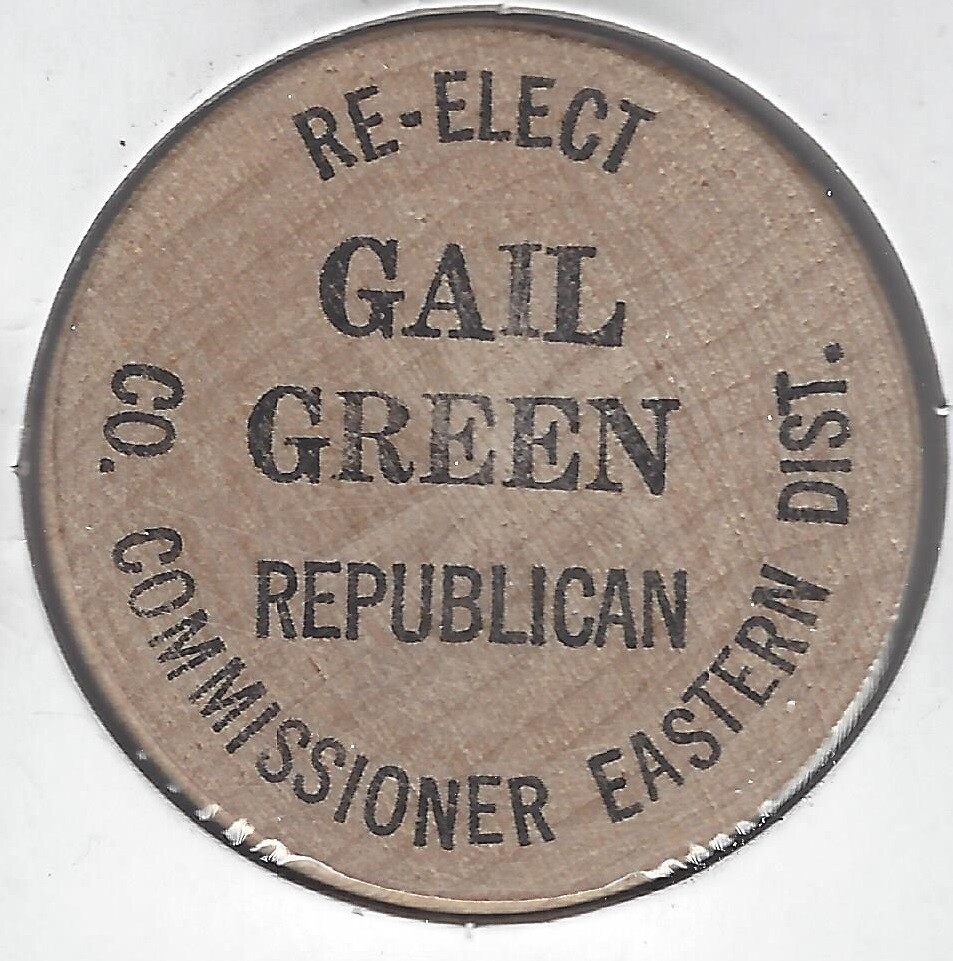 RE-ELECT
GAIL
GREEN
REPUBLICAN
CO. COMMISSIONER EASTERN DIST.